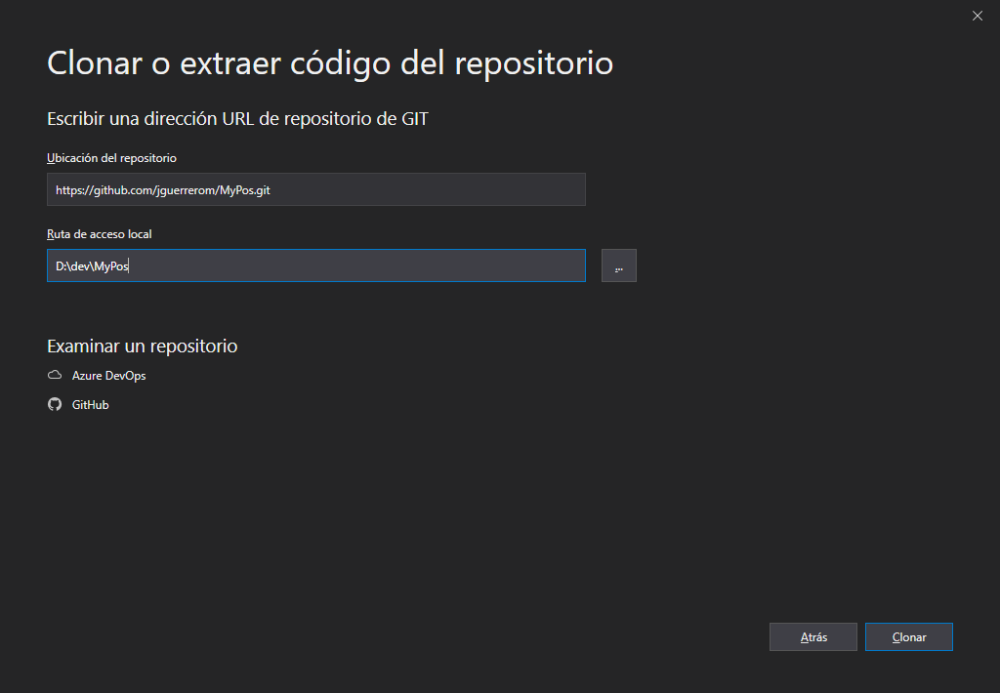 Clonar o extraer código del repositorio
Escribir una dirección URL de repositorio de GIT
Ubicación del repositorio
https://github.com/jguerrerom/MyPos.git
Ruta de acceso local
D:\dev\MyPos
...
Examinar un repositorio
Azure DevOps
GitHub
Atrás
Clonar